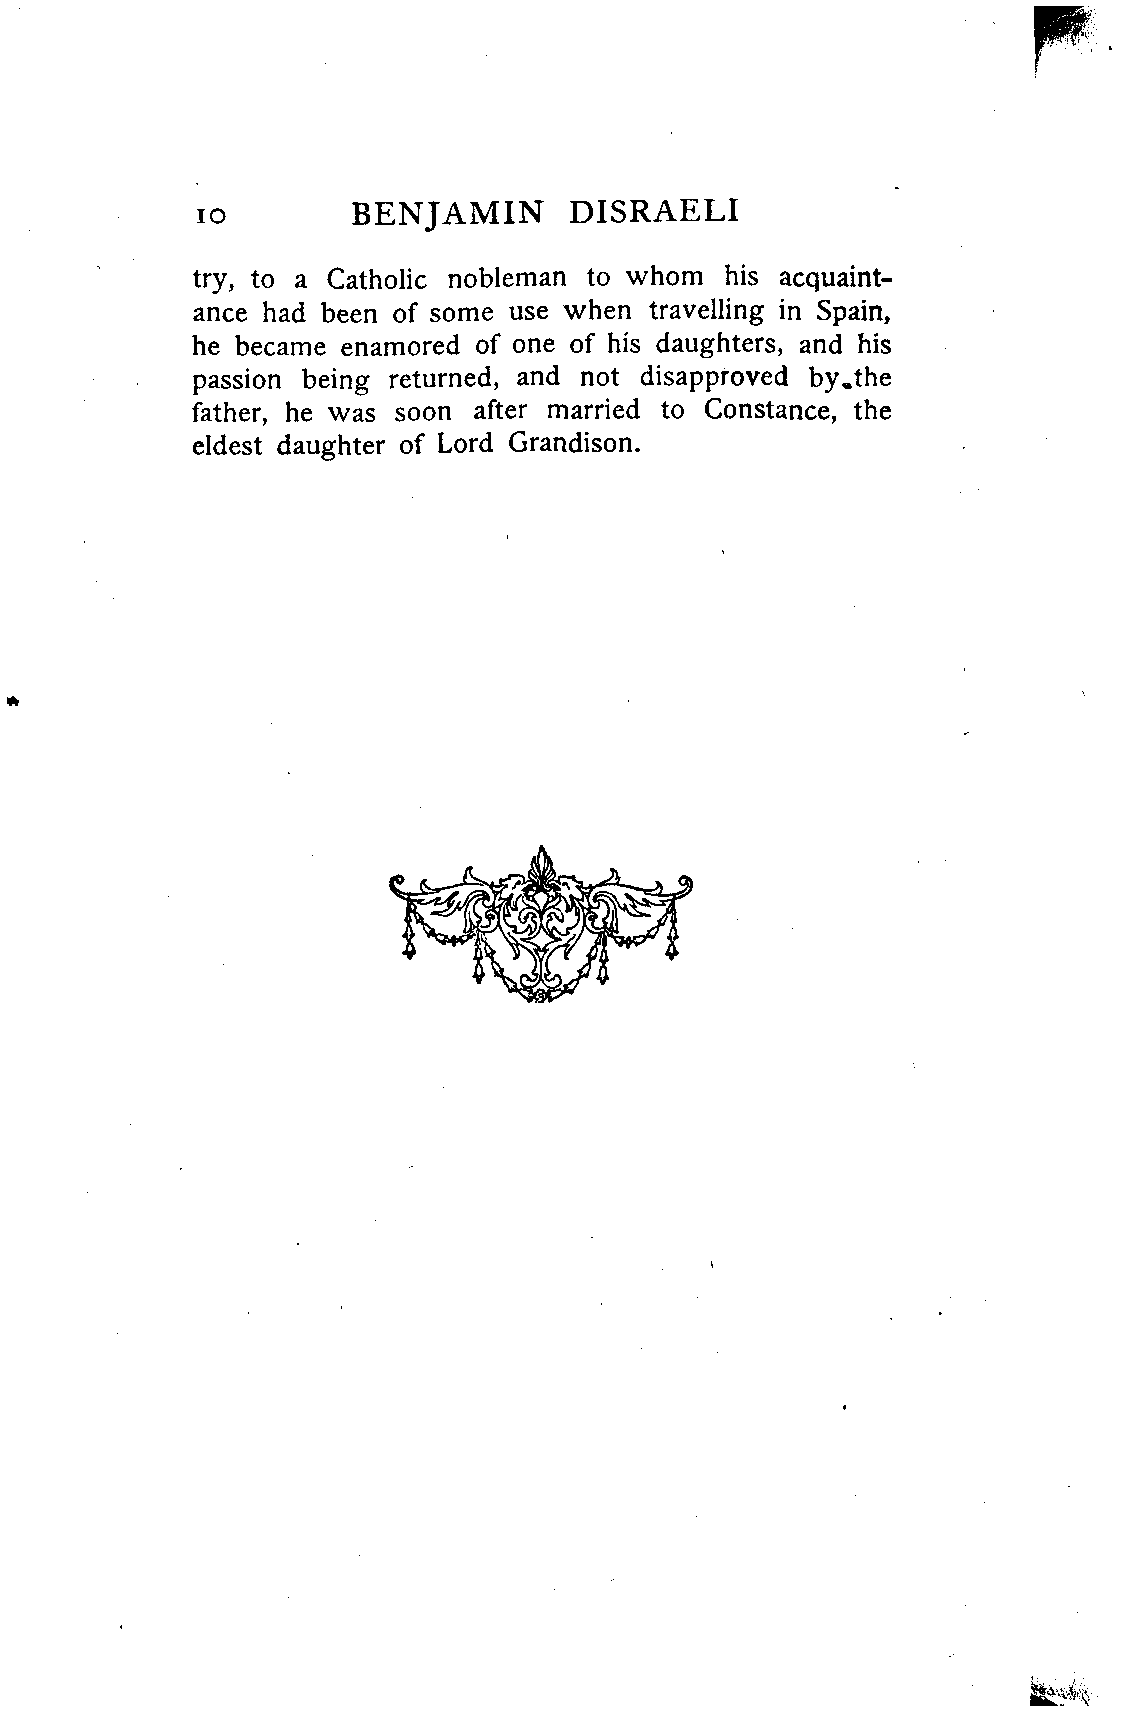 10 BENJAMIN DISRAELI
try, to a Catholic nobleman to whom his acquaint-
ance had been of some use when travelling in Spain,
he became enamored of one of his daughters, and his
passion being returned, and not disapproved by the
father, he was soon after married to Constance, the
eldest daughter of Lord Grandison.